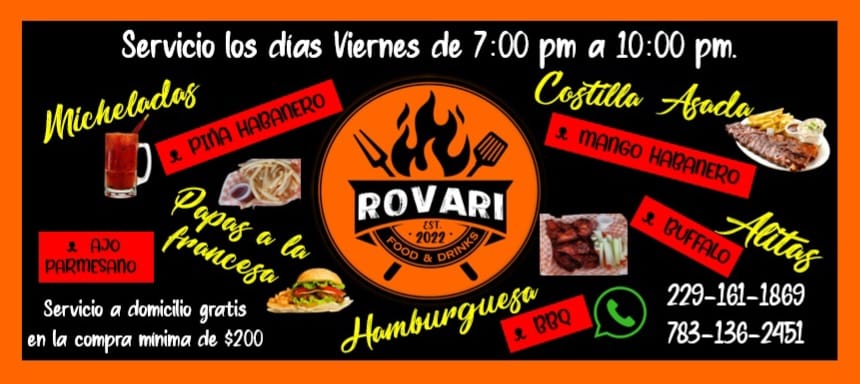 Servicio los días Viernes de 7:00 pm a 10:00 pm.
Micheladas
PIÑA HABANERO
Costilla Asada
MANGO HABANERO
ROVARI
EST.
2022
FOOD & DRINKS
Papas a la
francesa
AJO
PARMESANO
BUFFALO
Alitas
Hamburguesa
BBQ
Servicio a domicilio gratis
en la compra mínima de $200
229-161-1869
783-136-2451